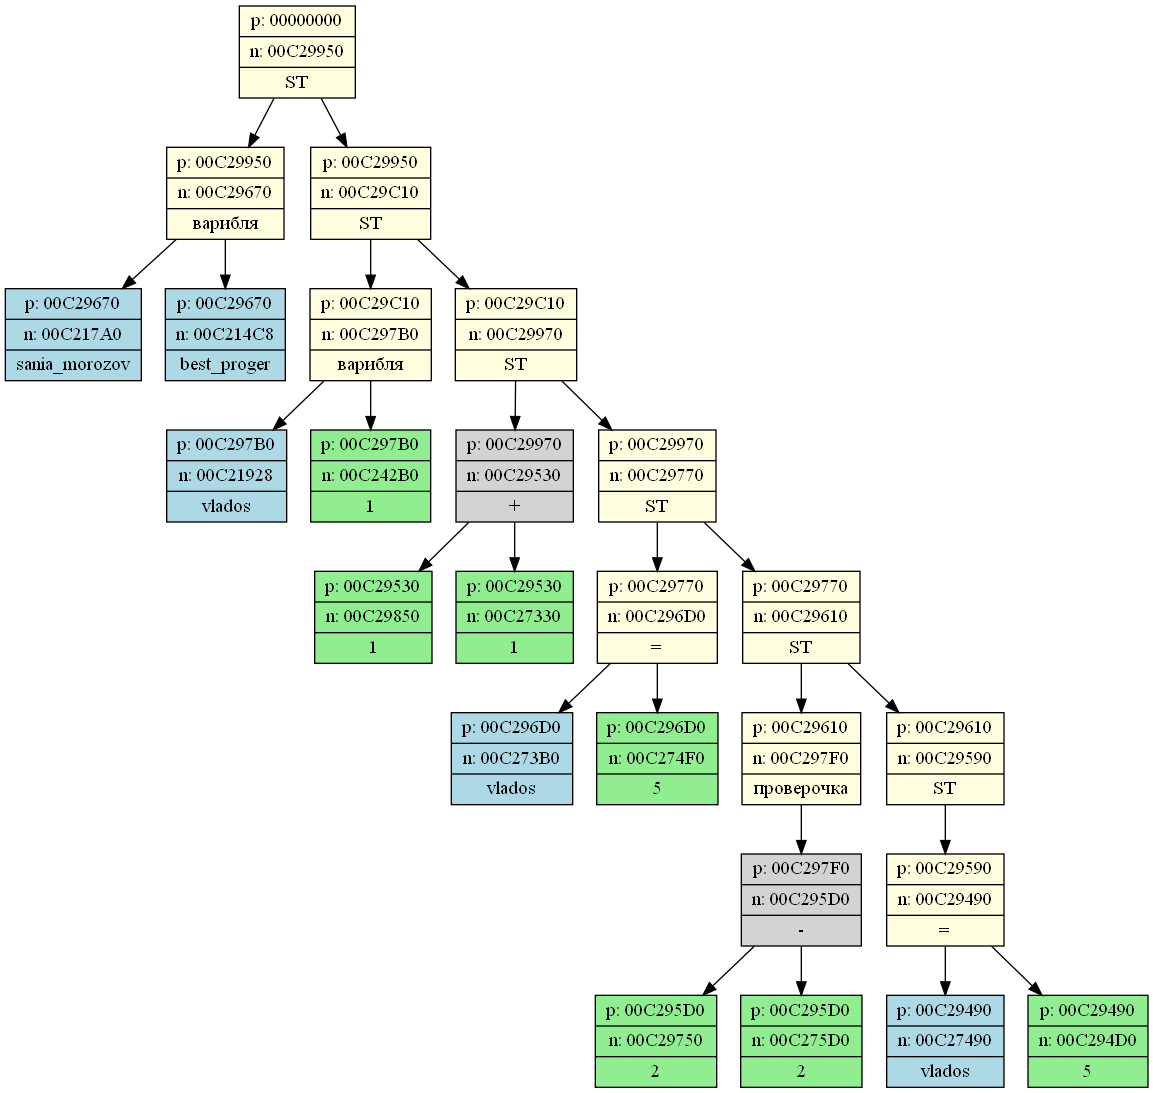 p: 00000000
n: 00C29950
ST
p: 00C29950
n: 00C29670
варибля
p: 00C29950
n: 00C29C10
ST
p: 00C29670
n: 00C217A0
sania_morozov
p: 00C29670
n: 00C214C8
best_proger
p: 00C29C10
n: 00C297B0
варибля
p: 00C29C10
n: 00C29970
ST
p: 00C297B0
n: 00C21928
vlados
p: 00C297B0
n: 00C242B0
1
p: 00C29970
n: 00C29530
+
p: 00C29970
n: 00C29770
ST
p: 00C29530
n: 00C29850
1
p: 00C29530
n: 00C27330
1
p: 00C29770
n: 00C296D0
=
p: 00C29770
n: 00C29610
ST
p: 00C296D0
n: 00C273B0
vlados
p: 00C296D0
n: 00C274F0
5
p: 00C29610
n: 00C297F0
проверочка
p: 00C29610
n: 00C29590
ST
p: 00C297F0
n: 00C295D0
-
p: 00C29590
n: 00C29490
=
p: 00C295D0
n: 00C29750
2
p: 00C295D0
n: 00C275D0
2
p: 00C29490
n: 00C27490
vlados
p: 00C29490
n: 00C294D0
5